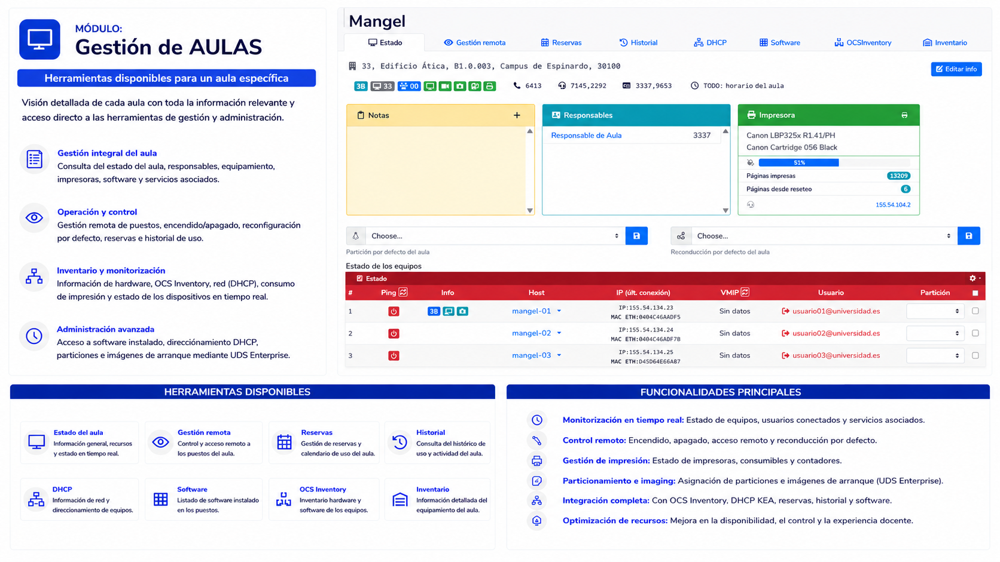 MÓDULO:
Gestión de AULAS
Herramientas disponibles para un aula específica
Visión detallada de cada aula con toda la información relevante y
acceso directo a las herramientas de gestión y administración.
Gestión integral del aula
Consulta del estado del aula, responsables, equipamiento,
impresoras, software y servicios asociados.
Operación y control
Gestión remota de puestos, encendido/apagado, reconfiguración
por defecto, reservas e historial de uso.
Inventario y monitorización
Información de hardware, OCS Inventory, red (DHCP), consumo
de impresión y estado de los dispositivos en tiempo real.
Administración avanzada
Acceso a software instalado, direcciónamiento DHCP,
particiones e imágenes de arranque mediante UDS Enterprise.
Mangel
Estado Gestión remota Reservas Historial DHCP Software OCSInventory Inventario
33, Edificio Ática, B1.0.003, Campus de Espinardo, 30100
Editar info
3B 33 00 6413 7145,2292 3337,9653 TODO: horario del aula
Notas +
Responsables
Responsable de Aula 3337
Impresora
Canon LBP325x R1.41/PH
Canon Cartridge 056 Black
51%
Páginas impresas 13209
Páginas desde reseteo 6
155.54.104.2
Choose...
Partición por defecto del aula
Choose...
Reconducción por defecto del aula
Estado de los equipos
Estado
# Ping Info Host IP (últ. conexión) VMIP Usuario Partición
1 3B mangel-01 IP:155.54.134.23 Sin datos usuario01@universidad.es
MAC ETH:0404C46AADF5
2 mangel-02 IP:155.54.134.24 Sin datos usuario02@universidad.es
MAC ETH:0404C46ADF7B
3 mangel-03 IP:155.54.134.25 Sin datos usuario03@universidad.es
MAC ETH:D45D64E66A87
HERRAMIENTAS DISPONIBLES
Estado del aula
Información general, recursos
y estado en tiempo real.
Gestión remota
Control y acceso remoto a
los puestos del aula.
Reservas
Gestión de reservas y
calendario de uso del aula.
Historial
Consulta del histórico de
uso y actividad del aula.
DHCP
Información de red y
direccionamiento de equipos.
Software
Listado de software instalado
en los puestos.
OCS Inventory
Inventario hardware y
software de los equipos.
Inventario
Información detallada del
equipamiento del aula.
FUNCIONALIDADES PRINCIPALES
Monitorización en tiempo real: Estado de equipos, usuarios conectados y servicios asociados.
Control remoto: Encendido, apagado, acceso remoto y reconducción por defecto.
Gestión de impresión: Estado de impresoras, consumibles y contadores.
Particionamiento e imaging: Asignación de particiones e imágenes de arranque (UDS Enterprise).
Integración completa: Con OCS Inventory, DHCP KEA, reservas, historial y software.
Optimización de recursos: Mejora en la disponibilidad, el control y la experiencia docente.